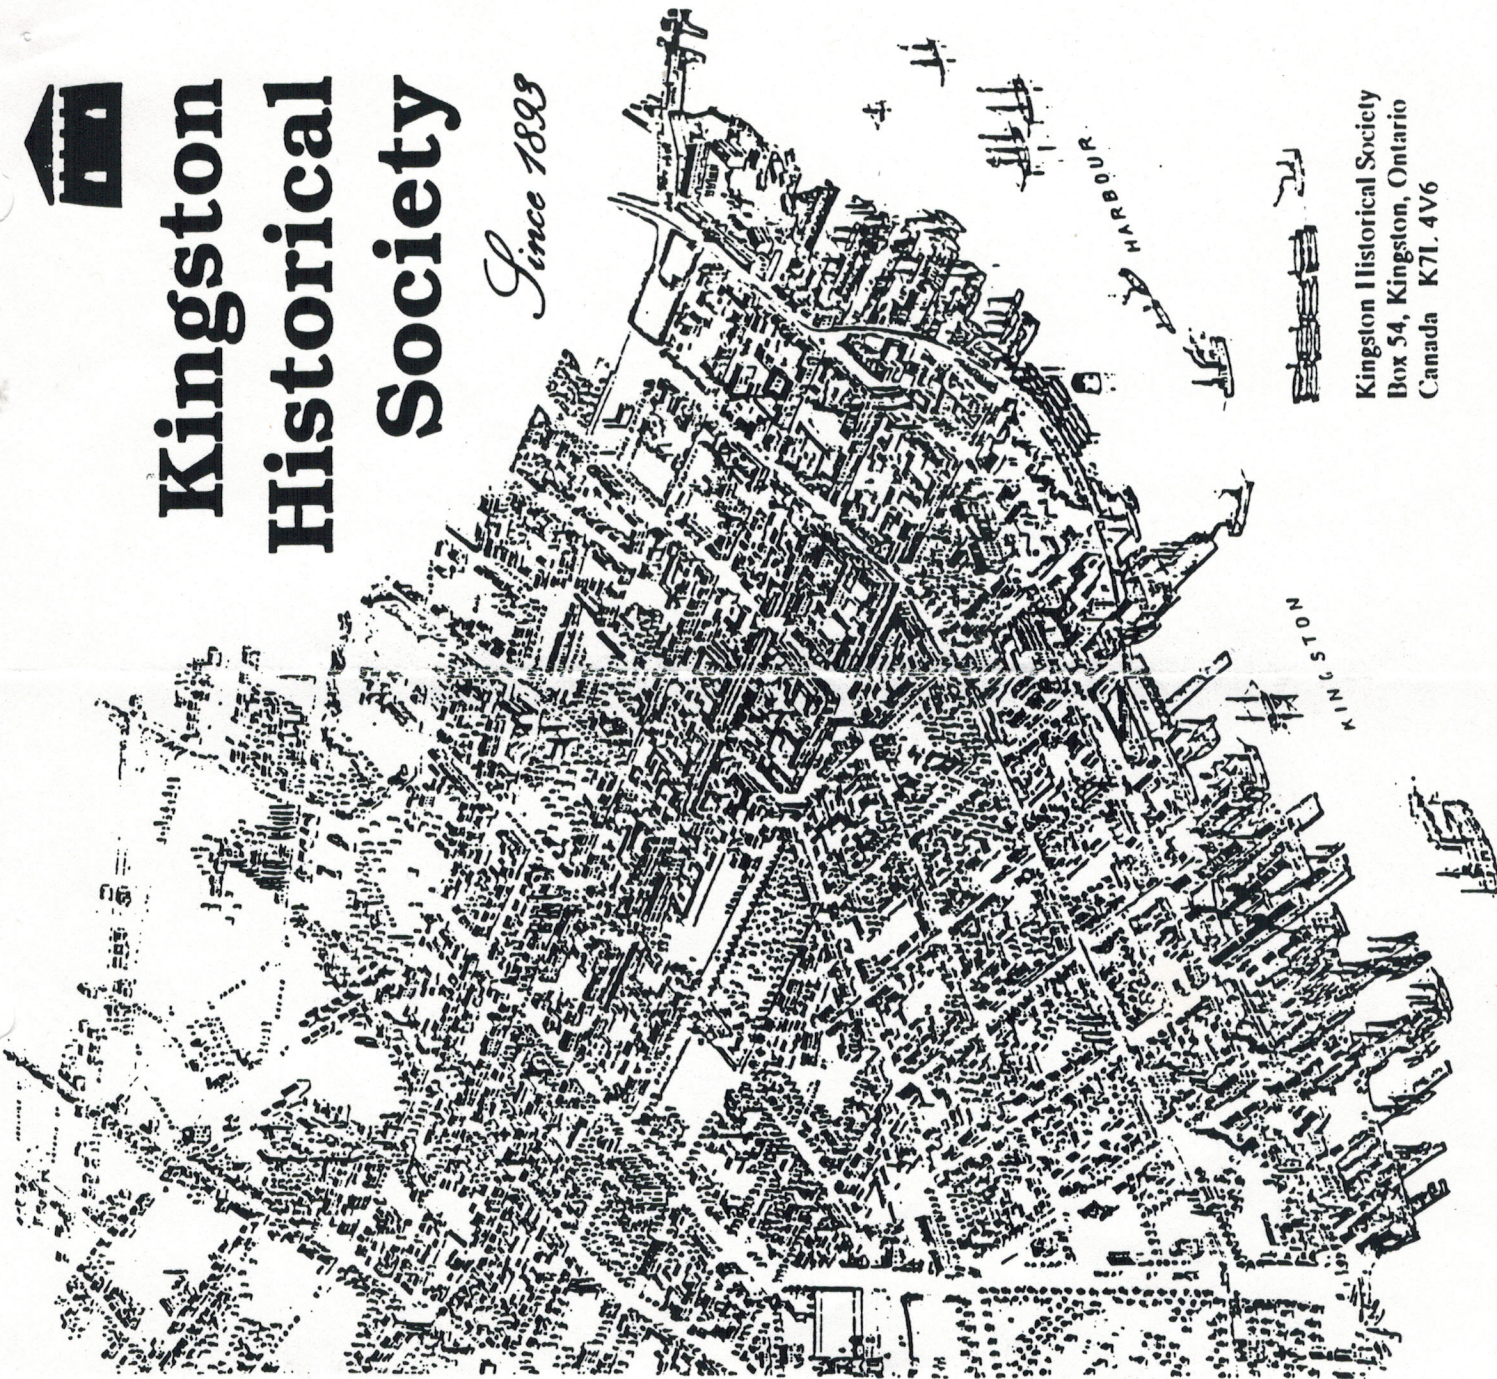 Kingston
Historical
Society
Since 1893
HARBOUR
KINGSTON
Kingston Historical Society
Box 54, Kingston, Ontario
Canada K7L 4V6